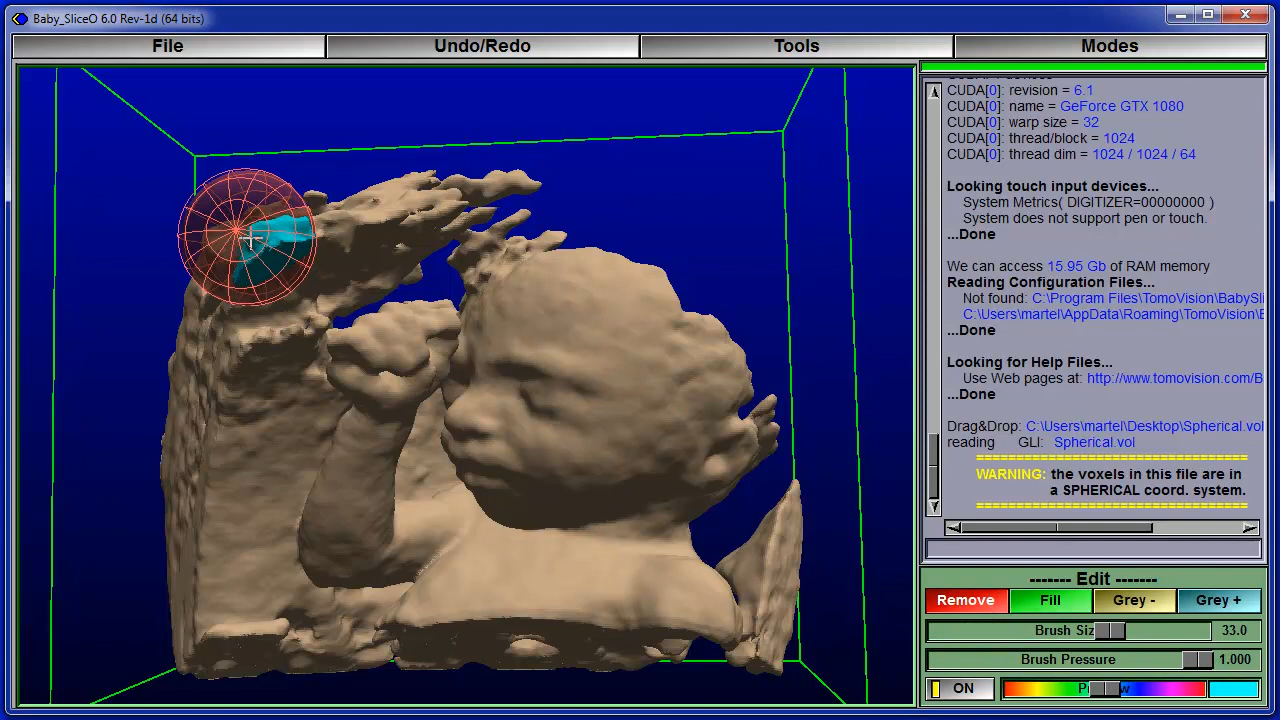 Baby_SliceO 6.0 Rev-1d (64 bits)
File
Undo/Redo
Tools
Modes
CUDA[0]: revision = 6.1
CUDA[0]: name = GeForce GTX 1080
CUDA[0]: warp size = 32
CUDA[0]: thread/block = 1024
CUDA[0]: thread dim = 1024 / 1024 / 64
Looking touch input devices...
System Metrics( DIGITIZER=00000000 )
System does not support pen or touch.
...Done
We can access 15.95 Gb of RAM memory
Reading Configuration Files...
Not found: C:\Program Files\TomoVision\BabySli
C:\Users\martel\AppData\Roaming\TomoVision\B
...Done
Looking for Help Files...
Use Web pages at: http://www.tomovision.com/B
...Done
Drag&Drop: C:\Users\martel\Desktop\Spherical.vol
reading GLI: Spherical.vol
==================================
WARNING: the voxels in this file are in
a SPHERICAL coord. system.
==================================
------- Edit -------
Remove
Fill
Grey -
Grey +
Brush Siz
33.0
Brush Pressure
1.000
ON